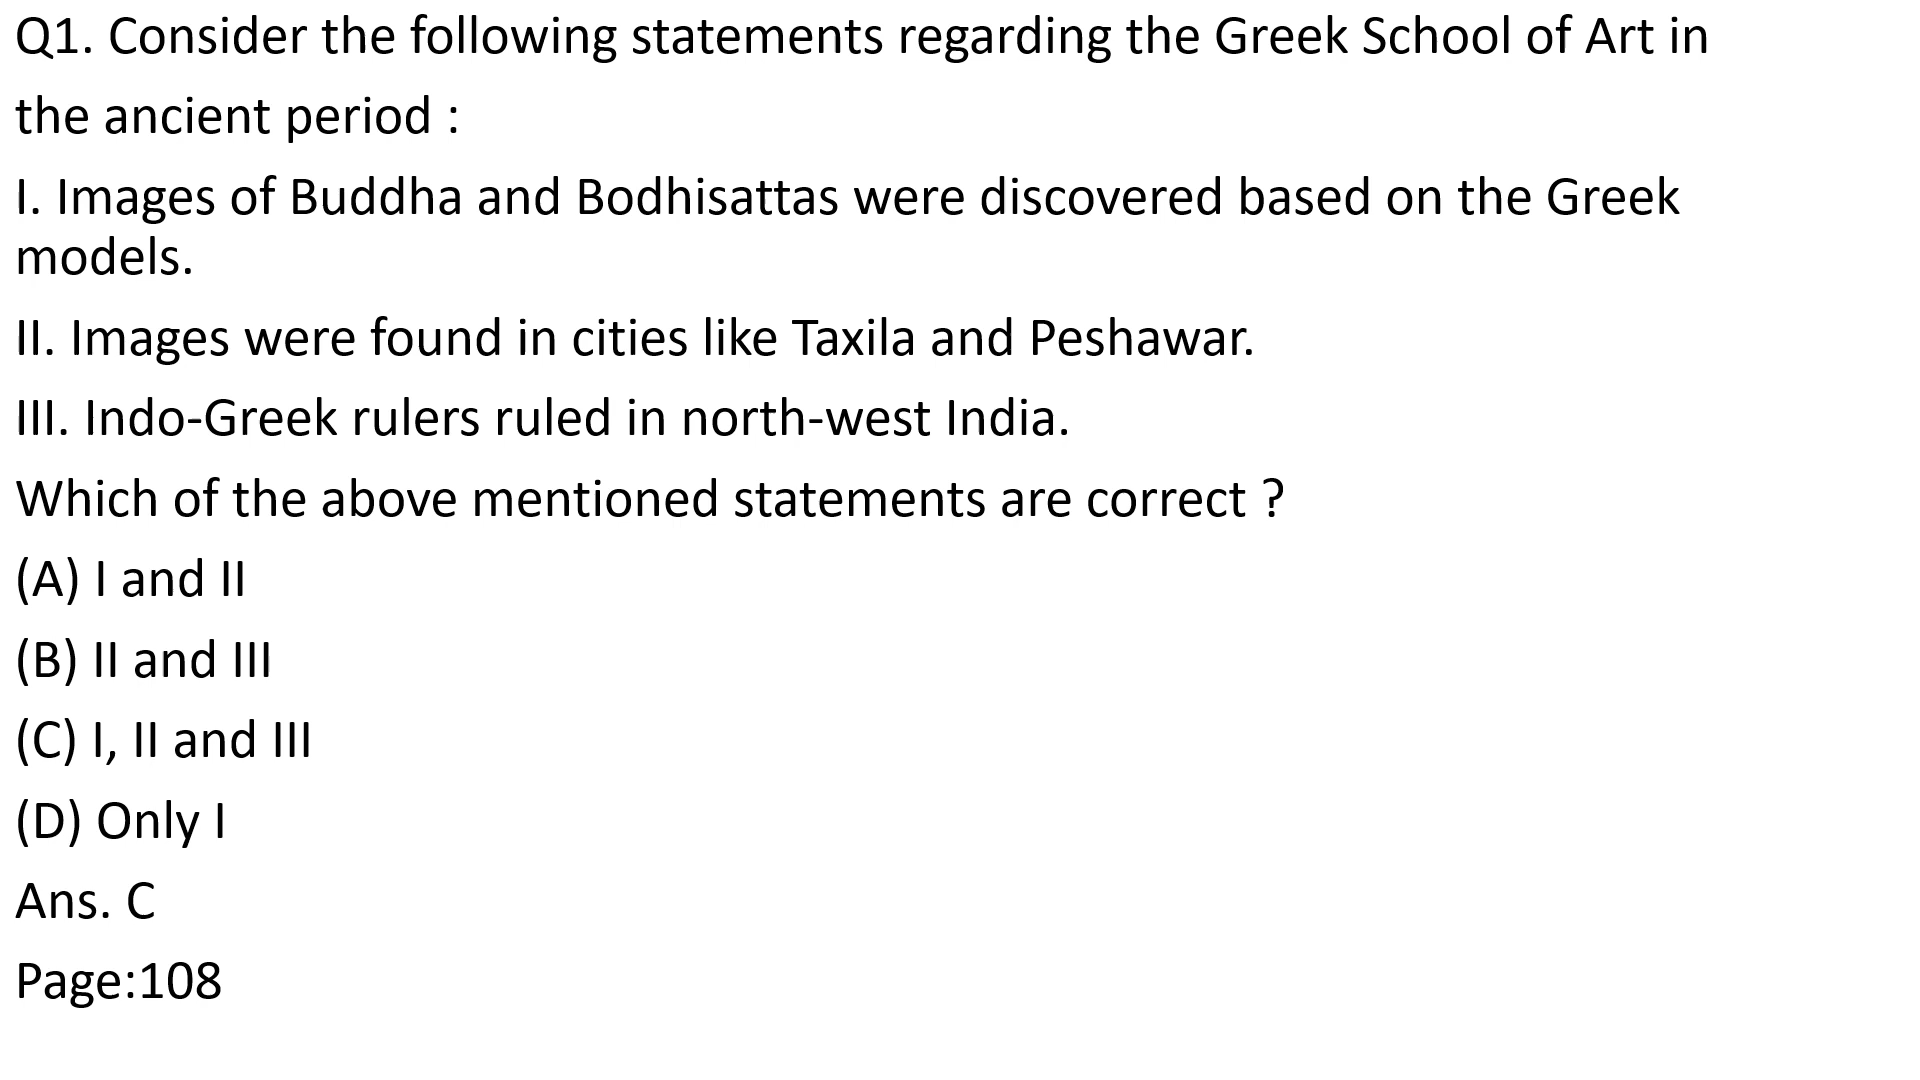 Q1. Consider the following statements regarding the Greek School of Art in
the ancient period :
I. Images of Buddha and Bodhisattas were discovered based on the Greek
models.
II. Images were found in cities like Taxila and Peshawar.
III. Indo-Greek rulers ruled in north-west India.
Which of the above mentioned statements are correct ?
(A) I and II
(B) II and III
(C) I, II and III
(D) Only I
Ans. C
Page:108